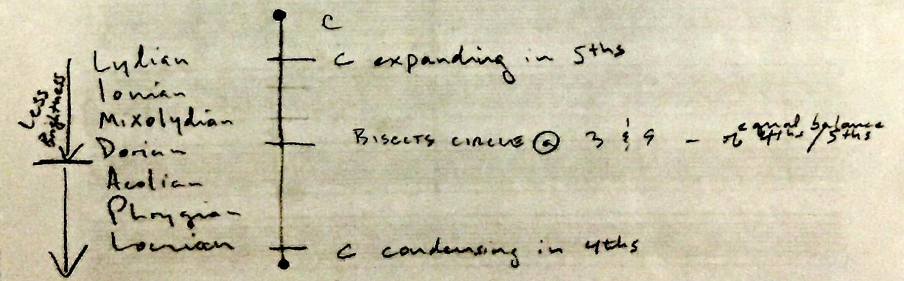 C
Less
Brightness
Lydian C expanding in 5ths
Ionian
Mixolydian
Dorian BISECTS CIRCLE @ 3 & 9 - equal balance
of 4ths/5ths
Aeolian
Phrygian
Locrian C condensing in 4ths